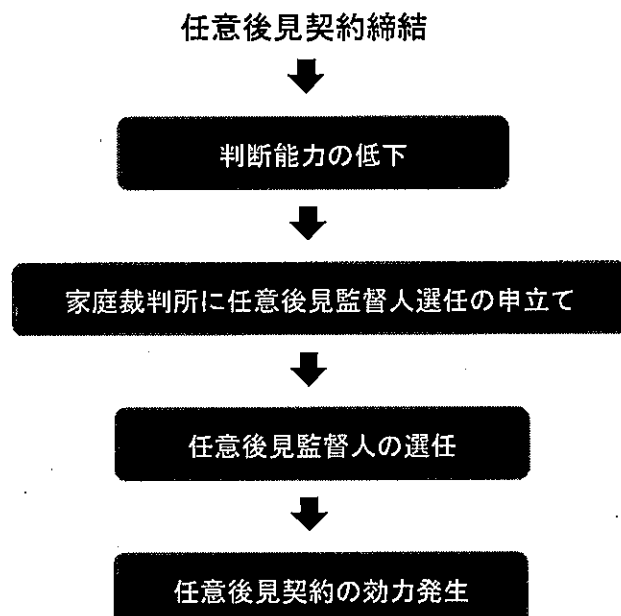 任意後見契約締結
判断能力の低下
家庭裁判所に任意後見監督人選任の申立て
任意後見監督人の選任
任意後見契約の効力発生